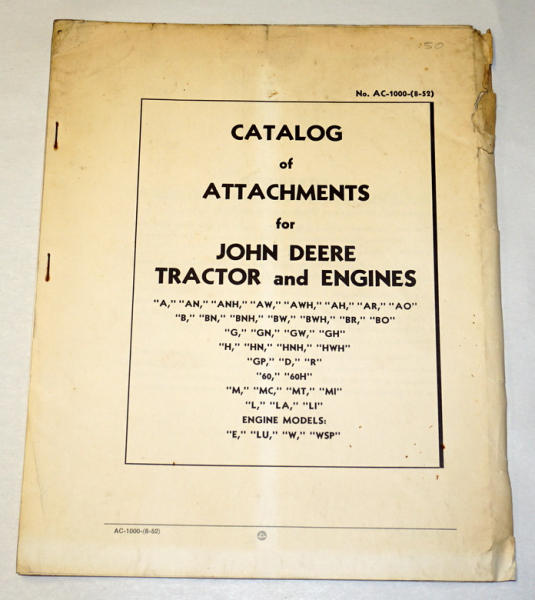 150
No. AC-1000-(8-52)
CATALOG
of
ATTACHMENTS
for
JOHN DEERE
TRACTOR and ENGINES
"A," "AN," "ANH," "AW," "AWH," "AH," "AR," "AO"
"B," "BN," "BNH," "BW," "BWH," "BR," "BO"
"G," "GN," "GW," "GH"
"H," "HN," "HNH," "HWH"
"GP," "D," "R"
"60," "60H"
"M," "MC," "MT," "MI"
"L," "LA," "LI"
ENGINE MODELS:
"E," "LU," "W," "WSP"
AC-1000-(8-52)